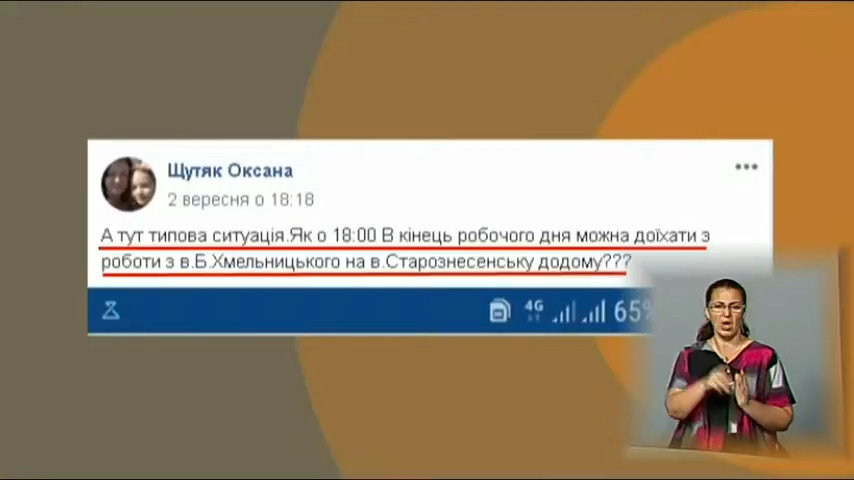 Щутяк Оксана
2 вересня о 18:18
А тут типова ситуація.Як о 18:00 В кінець робочого дня можна доїхати з
роботи з в.Б.Хмельницького на в.Старознесенську додому???
4G
65%